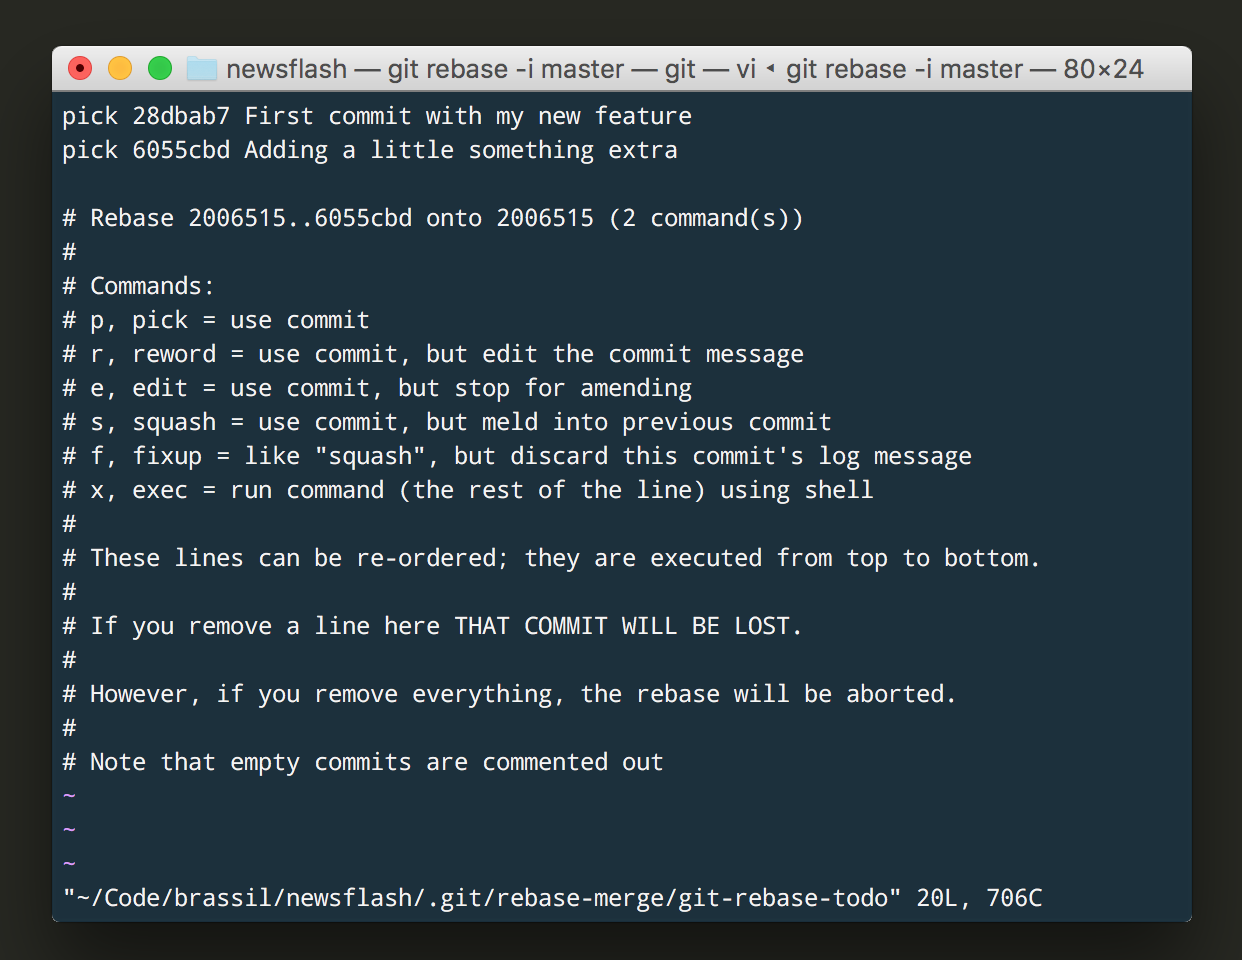 newsflash — git rebase -i master — git — vi ◂ git rebase -i master — 80×24
pick 28dbab7 First commit with my new feature
pick 6055cbd Adding a little something extra
# Rebase 2006515..6055cbd onto 2006515 (2 command(s))
#
# Commands:
# p, pick = use commit
# r, reword = use commit, but edit the commit message
# e, edit = use commit, but stop for amending
# s, squash = use commit, but meld into previous commit
# f, fixup = like "squash", but discard this commit's log message
# x, exec = run command (the rest of the line) using shell
#
# These lines can be re-ordered; they are executed from top to bottom.
#
# If you remove a line here THAT COMMIT WILL BE LOST.
#
# However, if you remove everything, the rebase will be aborted.
#
# Note that empty commits are commented out
~
~
~
"~/Code/brassil/newsflash/.git/rebase-merge/git-rebase-todo" 20L, 706C